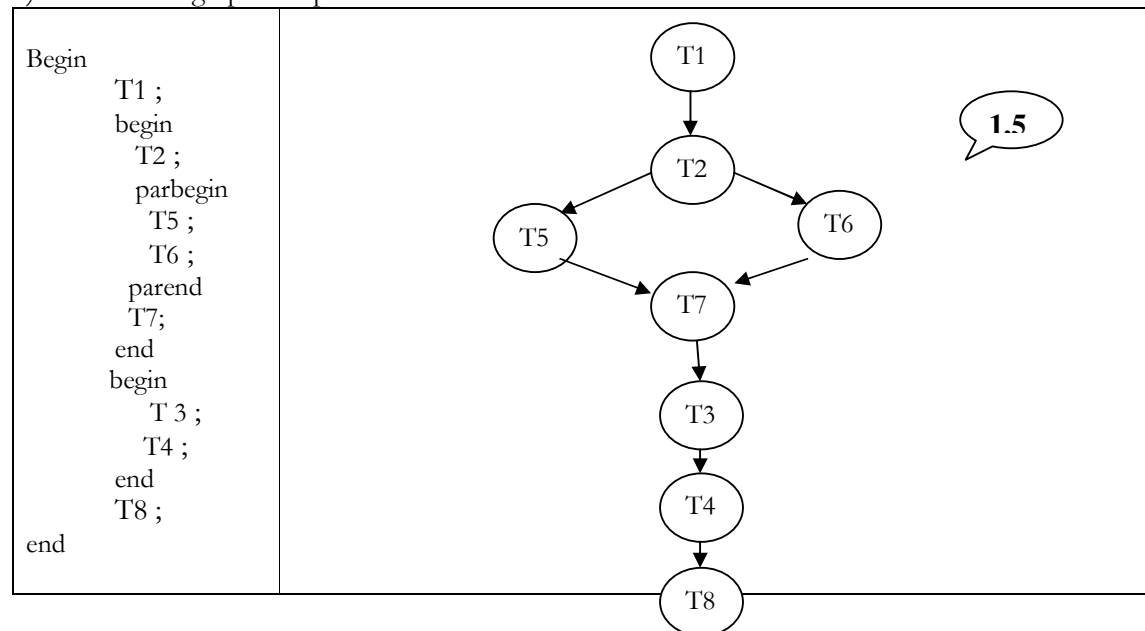 Begin
T1 ;
begin
T2 ;
parbegin
T5 ;
T6 ;
parend
T7;
end
begin
T 3 ;
T4 ;
end
T8 ;
end
T1
1.5
T2
T5
T6
T7
T3
T4
T8